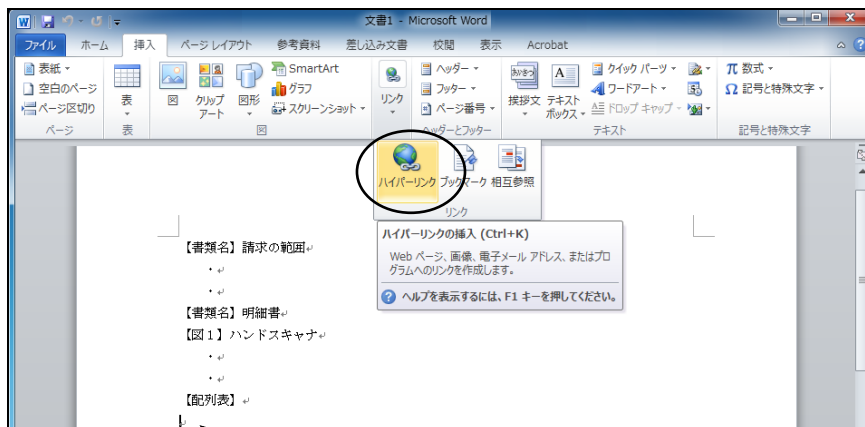 文書1 - Microsoft Word
ファイル ホーム 挿入 ページ レイアウト 参考資料 差し込み文書 校閲 表示 Acrobat
表紙
空白のページ
ページ区切り
ページ
表
表
図
クリップ
アート
図形
SmartArt
グラフ
スクリーンショット
図
リンク
ヘッダー
フッター
ページ番号
ヘッダーとフッター
挨拶文
テキスト
ボックス
クイック パーツ
ワードアート
ドロップ キャップ
テキスト
数式
記号と特殊文字
記号と特殊文字
ハイパーリンク ブックマーク 相互参照
リンク
ハイパーリンクの挿入 (Ctrl+K)
Web ページ、画像、電子メール アドレス、またはプロ
グラムへのリンクを作成します。
ヘルプを表示するには、F1 キーを押してください。
【書類名】請求の範囲
・
・
【書類名】明細書
【図1】ハンドスキャナ
・
・
【配列表】